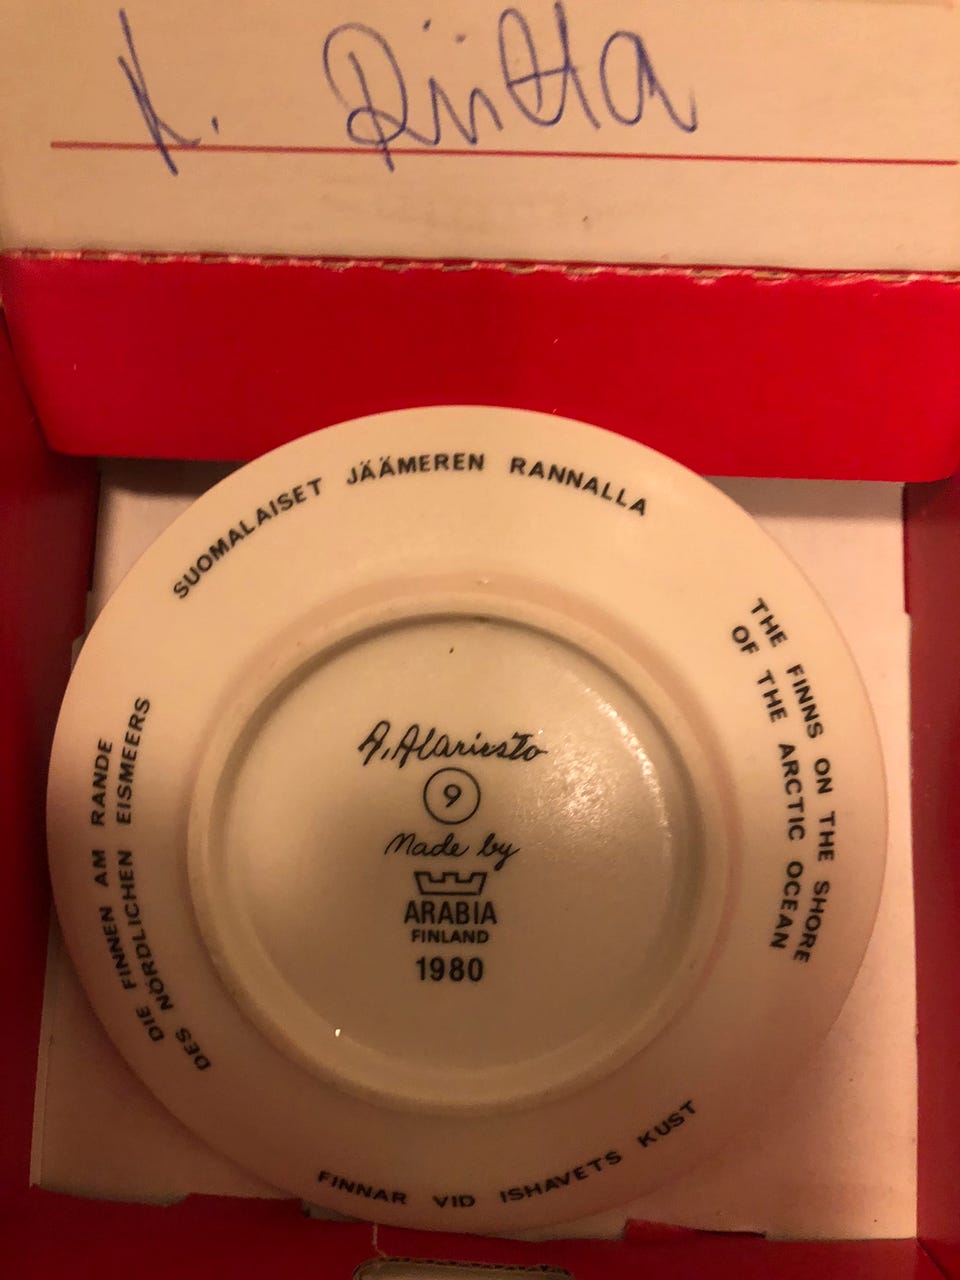 K. Riitta
SUOMALAISET JÄÄMEREN RANNALLA
THE FINNS ON THE SHORE
OF THE ARCTIC OCEAN
A. Alariesto
9
Made by
ARABIA
FINLAND
1980
DIE FINNEN AM RANDE
DES NÖRDLICHEN EISMEERS
FINNAR VID ISHAVETS KUST